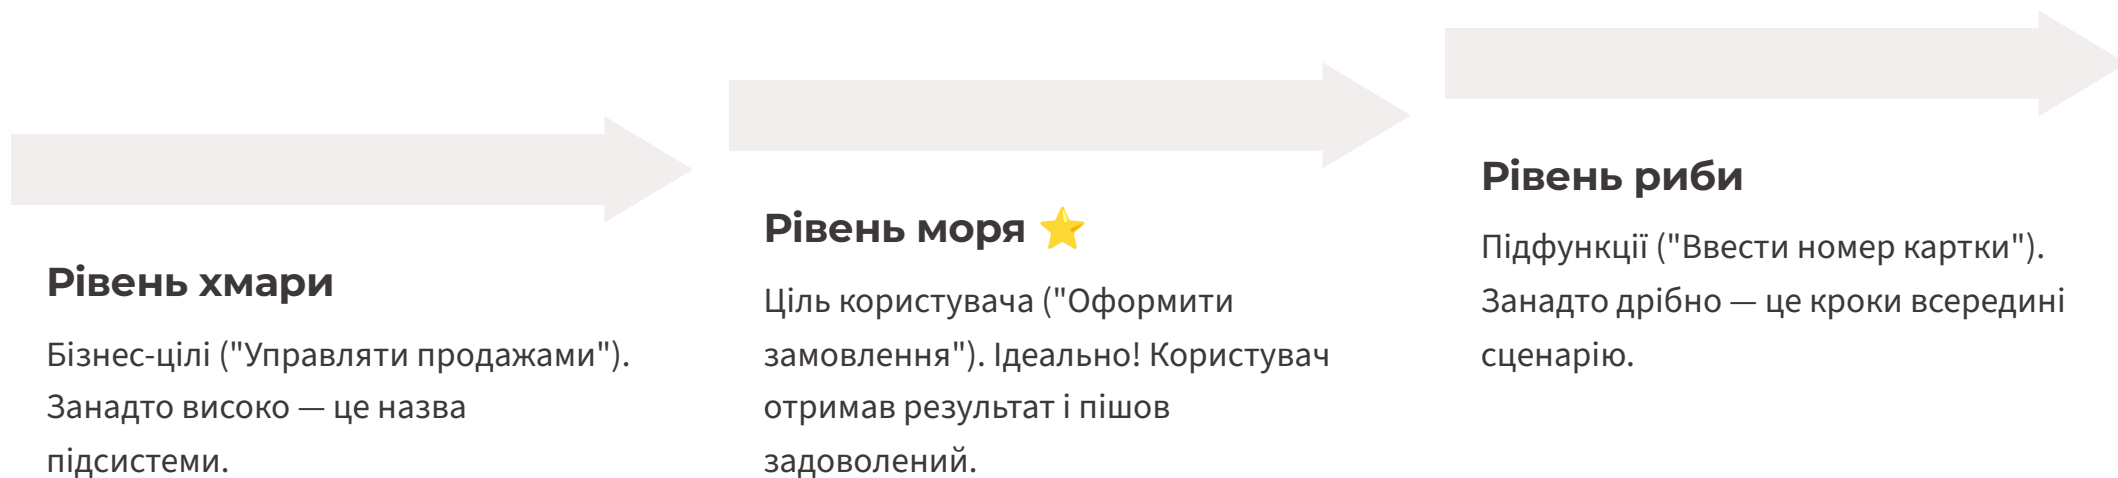 Рівень хмари
Бізнес-цілі ("Управляти продажами").
Занадто високо — це назва
підсистеми.
Рівень моря ⭐
Ціль користувача ("Оформити
замовлення"). Ідеально! Користувач
отримав результат і пішов
задоволений.
Рівень риби
Підфункції ("Ввести номер картки").
Занадто дрібно — це кроки всередині
сценарію.